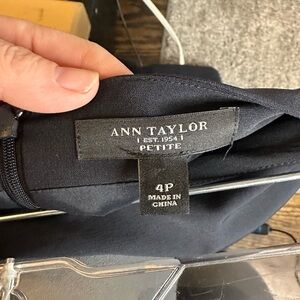 ANN TAYLOR
| EST. 1954 |
PETITE
4P
MADE IN
CHINA